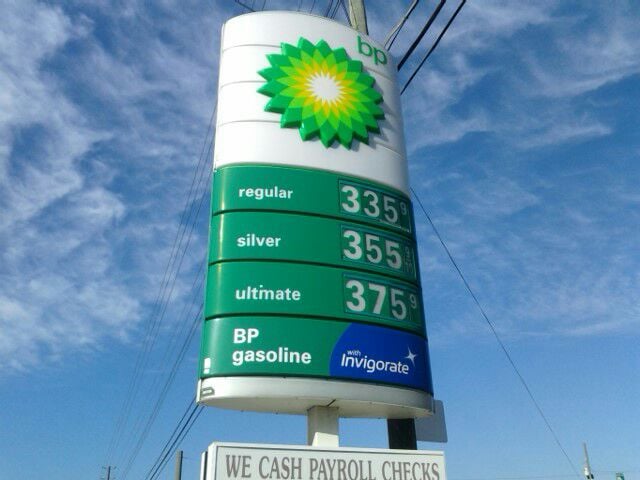 bp
regular 335 9
silver 355 9
ultimate 375 9
BP
gasoline
with
Invigorate
WE CASH PAYROLL CHECKS